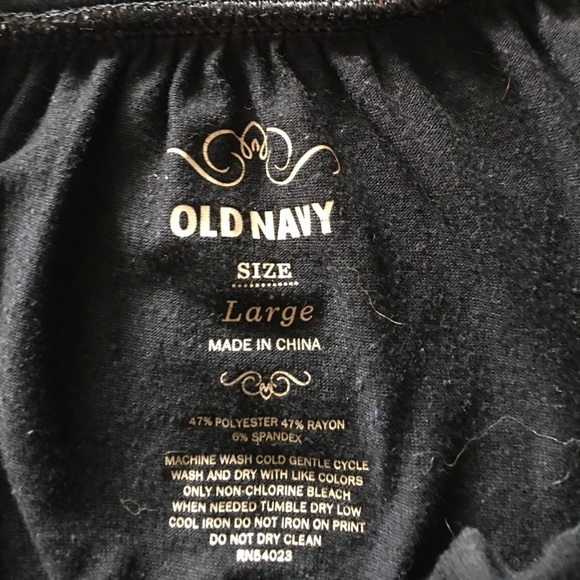 OLD NAVY
SIZE
Large
MADE IN CHINA
47% POLYESTER 47% RAYON
6% SPANDEX
MACHINE WASH COLD GENTLE CYCLE
WASH AND DRY WITH LIKE COLORS
ONLY NON-CHLORINE BLEACH
WHEN NEEDED TUMBLE DRY LOW
COOL IRON DO NOT IRON ON PRINT
DO NOT DRY CLEAN
RN54023